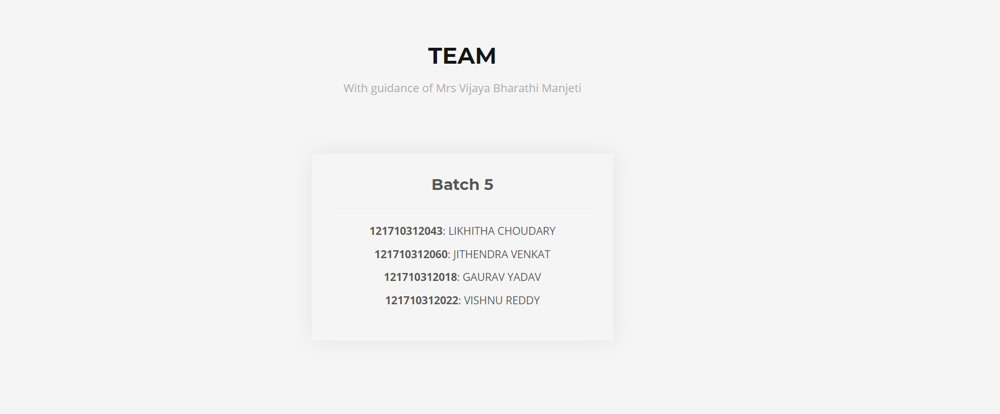 TEAM
With guidance of Mrs Vijaya Bharathi Manjeti
Batch 5
121710312043: LIKHITHA CHOUDARY
121710312060: JITHENDRA VENKAT
121710312018: GAURAV YADAV
121710312022: VISHNU REDDY